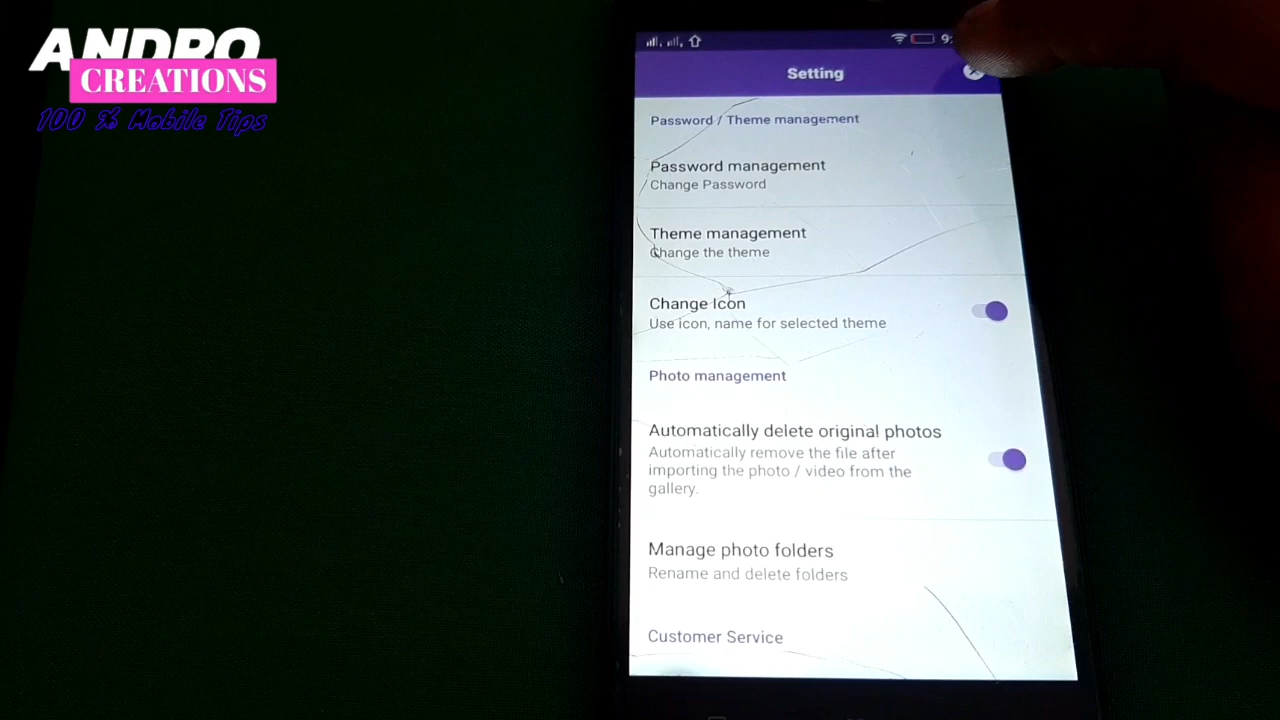 ANDRO
CREATIONS
100 % Mobile Tips
9:
Setting
Password / Theme management
Password management
Change Password
Theme management
Change the theme
Change Icon
Use icon, name for selected theme
Photo management
Automatically delete original photos
Automatically remove the file after
importing the photo / video from the
gallery.
Manage photo folders
Rename and delete folders
Customer Service